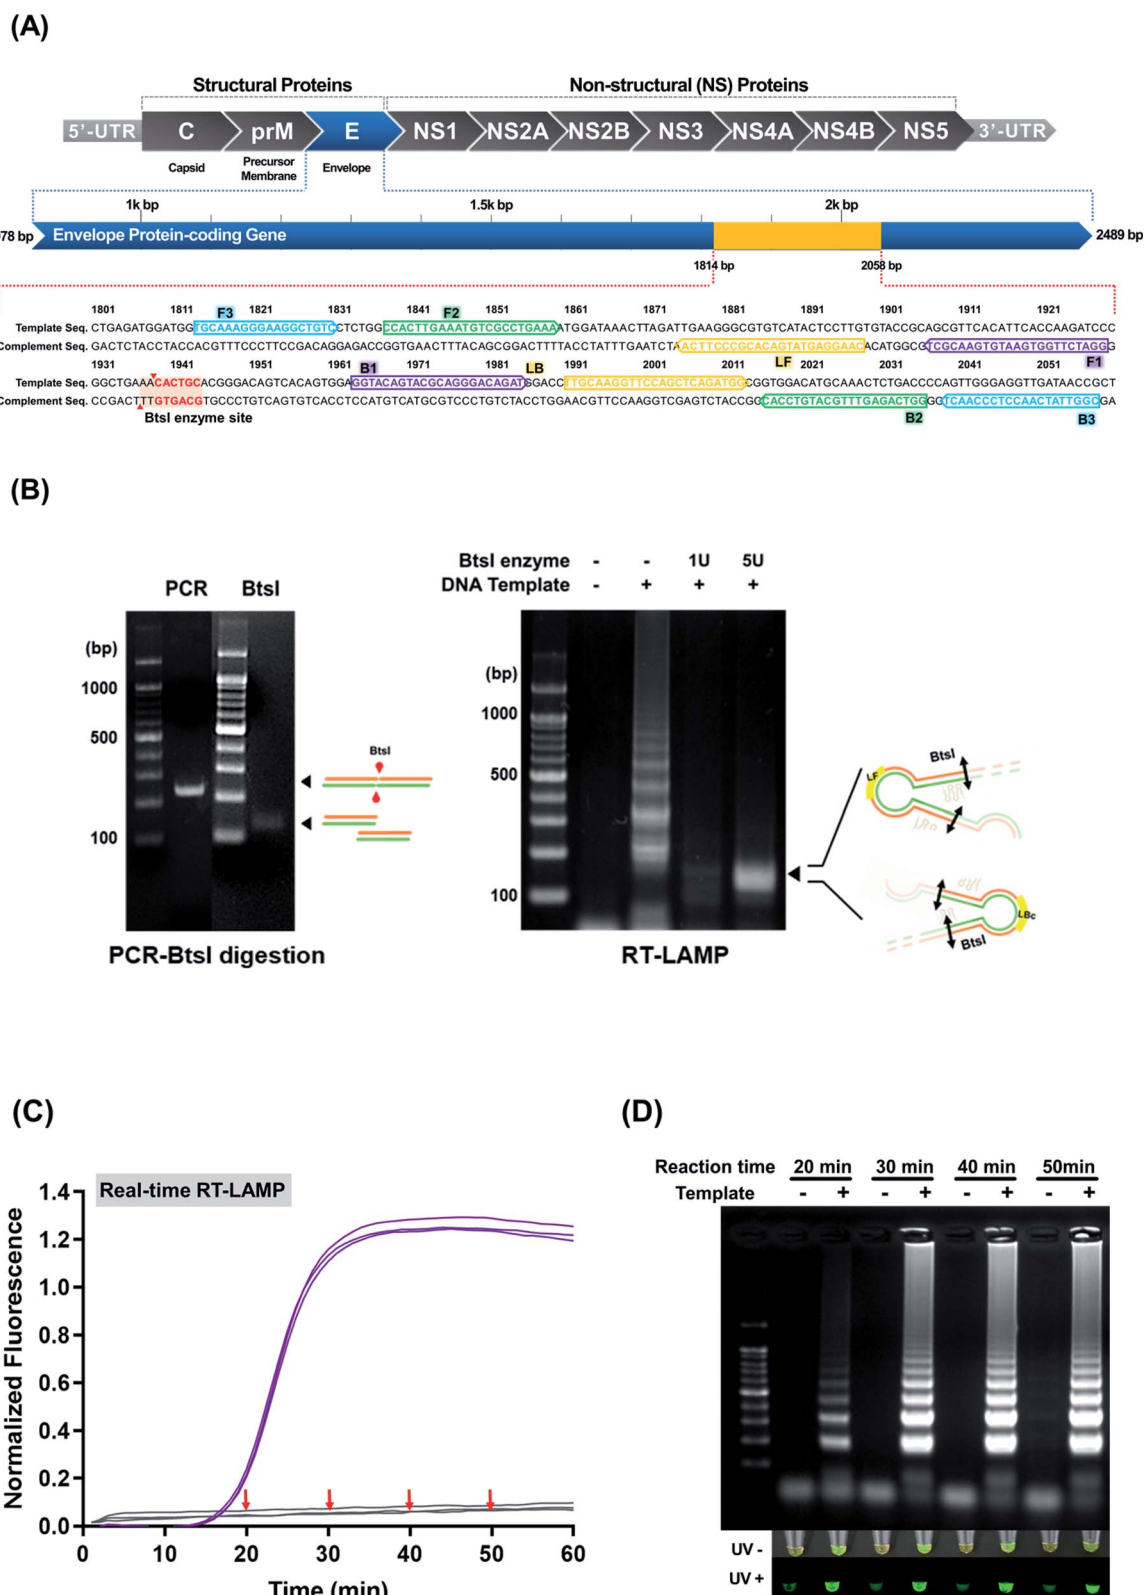 (A)
Structural Proteins
Non-structural (NS) Proteins
5'-UTR C prM E NS1 NS2A NS2B NS3 NS4A NS4B NS5 3'-UTR
Capsid Precursor Membrane Envelope
1k bp 1.5k bp 2k bp
978 bp Envelope Protein-coding Gene 2489 bp
1814 bp 2058 bp
F3 F2
1801 1811 1821 1831 1841 1851 1861 1871 1881 1891 1901 1911 1921
Template Seq. CTGAGATGGATGGTGCAAAGGGAAGGCTGTCCTCTGGCCACTTGAAATGTCGCCTGAAAATGGATAAACTTAGATTGAAGGGCGTGTCATACTCCTTGTGTACCGCAGCGTTCACATTCACCAAGATCCC
Complement Seq. GACTCTACCTACCACGTTTCCCTTCCGACAGGAGACCGGTGAACTTTACAGCGGACTTTTACCTATTTGAATCTAACTTCCCGCACAGTATGAGGAACACATGGCGTCGCAAGTGTAAGTGGTTCTAGGG
LF F1
B1 LB
1931 1941 1951 1961 1971 1981 1991 2001 2011 2021 2031 2041 2051
Template Seq. GGCTGAAACACTGCACGGGACAGTCACAGTGGAGGTACAGTACGCAGGGACAGATGGACCTTGCAAGGTTCCAGCTCAGATGGCGGTGGACATGCAAACTCTGACCCCAGTTGGGAGGTTGATAACCGCT
Complement Seq. CCGACTTTGTGACGTGCCCTGTCAGTGTCACCTCCATGTCATGCGTCCCTGTCTACCTGGAACGTTCCAAGGTCGAGTCTACCGGCACCTGTACGTTTGAGACTGGGGTCAACCCTCCAACTATTGGCGA
BtsI enzyme site
B2 B3
(B)
PCR BtsI
(bp)
1000
500
100
BtsI
PCR-BtsI digestion
BtsI enzyme - - 1U 5U
DNA Template - + + +
(bp)
1000
500
100
RT-LAMP
BtsI
LF
LBc
BtsI
(C)
Real-time RT-LAMP
Normalized Fluorescence
1.4
1.2
1.0
0.8
0.6
0.4
0.2
0.0
0 10 20 30 40 50 60
Time (min)
(D)
Reaction time 20 min 30 min 40 min 50min
Template - + - + - + - +
UV -
UV +